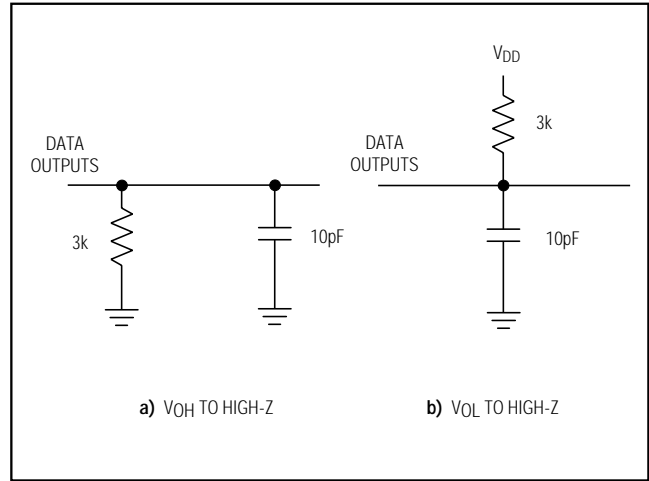 DATA
OUTPUTS
3k
10pF
a) VOH TO HIGH-Z
VDD
3k
DATA
OUTPUTS
10pF
b) VOL TO HIGH-Z